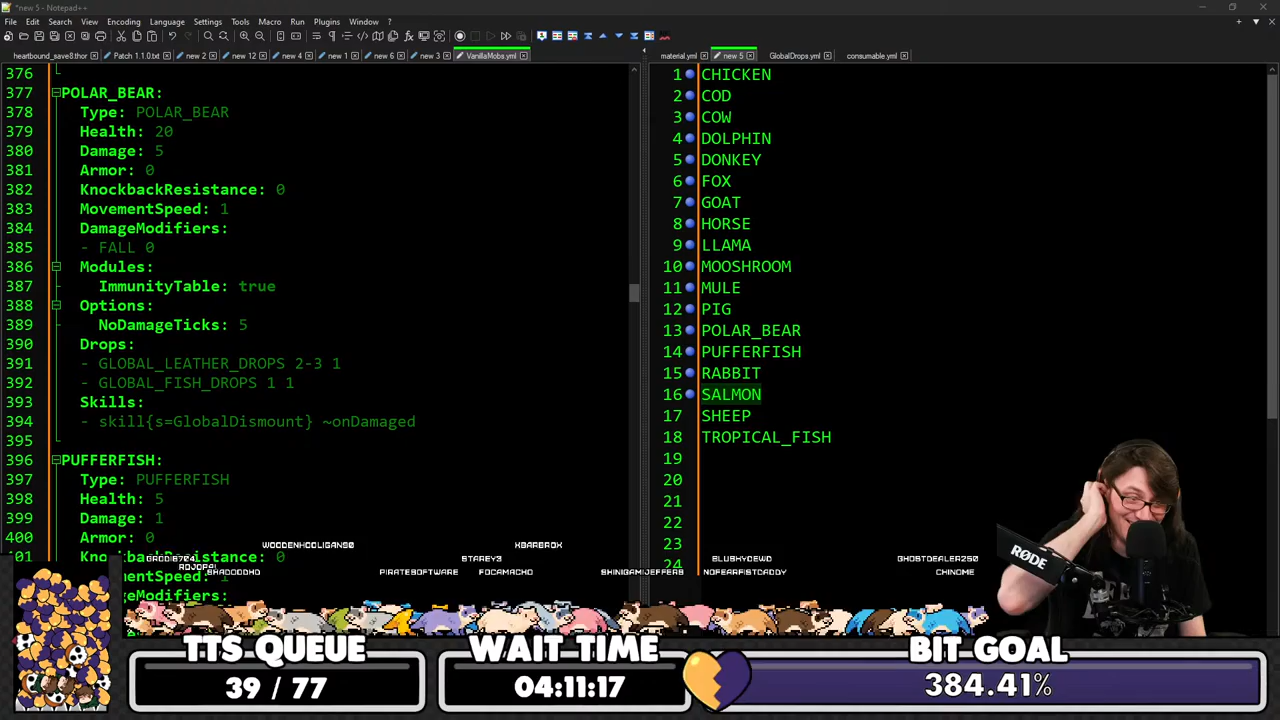 *new 5 - Notepad++
File Edit Search View Encoding Language Settings Tools Macro Run Plugins Window ?
heartbound_save8.thor Patch 1.1.0.txt new 2 new 12 new 4 new 1 new 6 new 3 VanillaMobs.yml
material.yml new 5 GlobalDrops.yml consumable.yml
376
377 POLAR_BEAR:
378 Type: POLAR_BEAR
379 Health: 20
380 Damage: 5
381 Armor: 0
382 KnockbackResistance: 0
383 MovementSpeed: 1
384 DamageModifiers:
385 - FALL 0
386 Modules:
387 ImmunityTable: true
388 Options:
389 NoDamageTicks: 5
390 Drops:
391 - GLOBAL_LEATHER_DROPS 2-3 1
392 - GLOBAL_FISH_DROPS 1 1
393 Skills:
394 - skill{s=GlobalDismount} ~onDamaged
395
396 PUFFERFISH:
397 Type: PUFFERFISH
398 Health: 5
399 Damage: 1
400 Armor: 0
1 CHICKEN
2 COD
3 COW
4 DOLPHIN
5 DONKEY
6 FOX
7 GOAT
8 HORSE
9 LLAMA
10 MOOSHROOM
11 MULE
12 PIG
13 POLAR_BEAR
14 PUFFERFISH
15 RABBIT
16 SALMON
17 SHEEP
18 TROPICAL_FISH
19
20
21
22
23
24
WOODENHOOLIGAN90 XBARBROX
STAREY3 BLUSHYDEWD GHOSTDEALER250
PIRATESOFTWARE FOCAMACHO SHINIGAMIJEFFERB NOFEARFISTDADDY CHINOME
RØDE
TTS QUEUE
39 / 77
WAIT TIME
04:11:17
BIT GOAL
384.41%